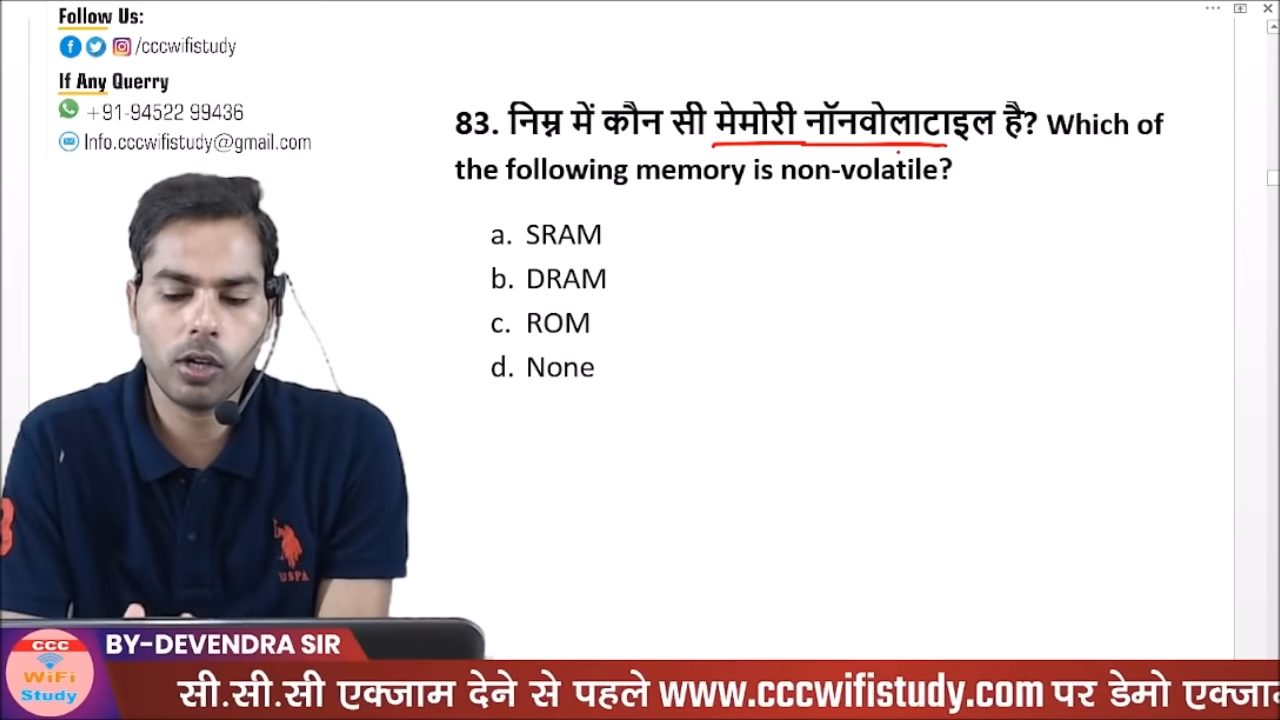 Follow Us:
/cccwifistudy
If Any Querry
+91-94522 99436
Info.cccwifistudy@gmail.com
83. निम्न में कौन सी मेमोरी नॉनवोलाटाइल है? Which of
the following memory is non-volatile?
a. SRAM
b. DRAM
c. ROM
d. None
USPA
BY-DEVENDRA SIR
CCC
WiFi
Study
सी.सी.सी एक्जाम देने से पहले www.cccwifistudy.com पर डेमो